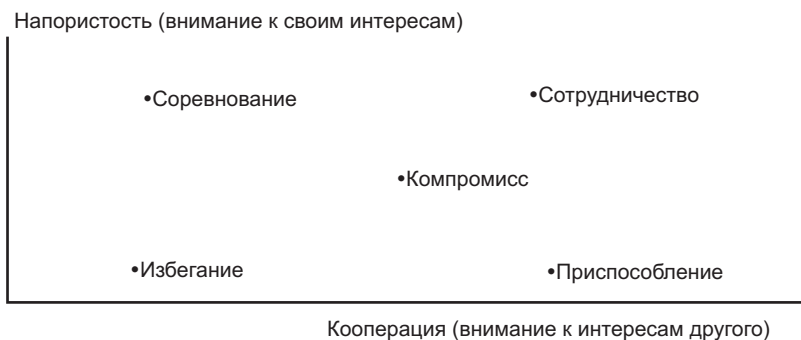 Напористость (внимание к своим интересам)
•Соревнование
•Сотрудничество
•Компромисс
•Избегание
•Приспособление
Кооперация (внимание к интересам другого)